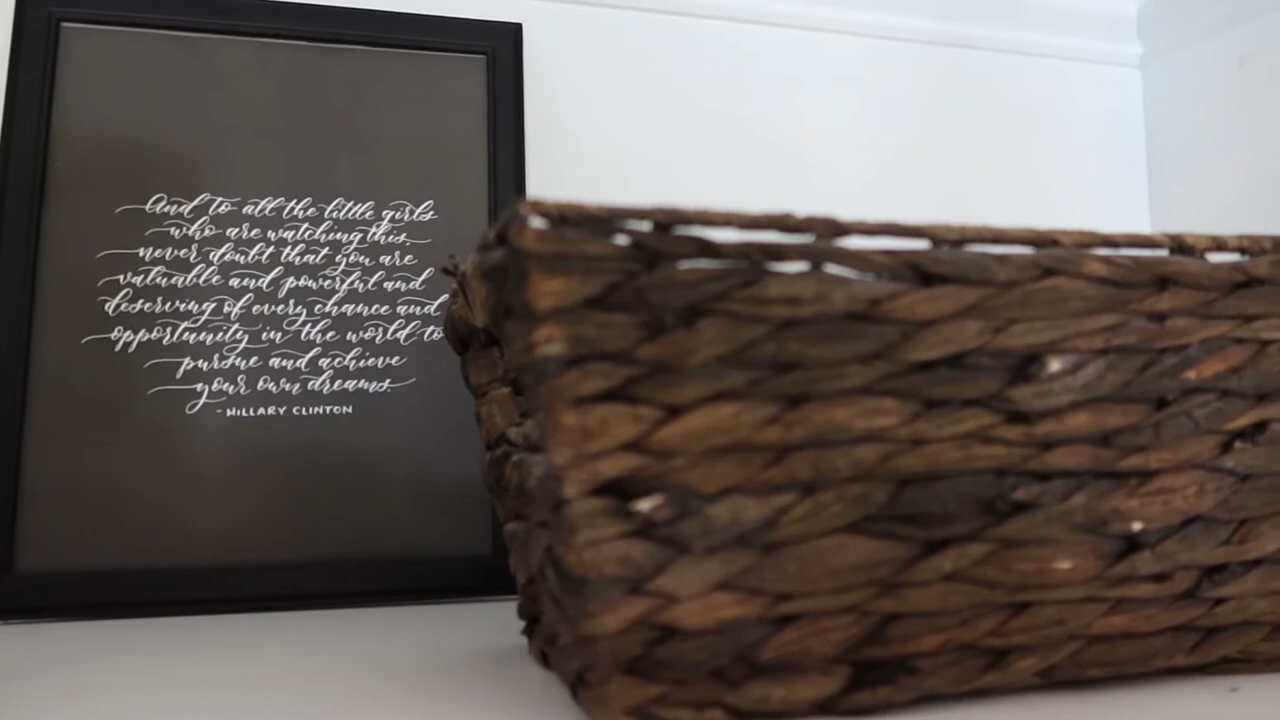 And to all the little girls
who are watching this,
never doubt that you are
valuable and powerful and
deserving of every chance and
opportunity in the world to
pursue and achieve
your own dreams.
- HILLARY CLINTON